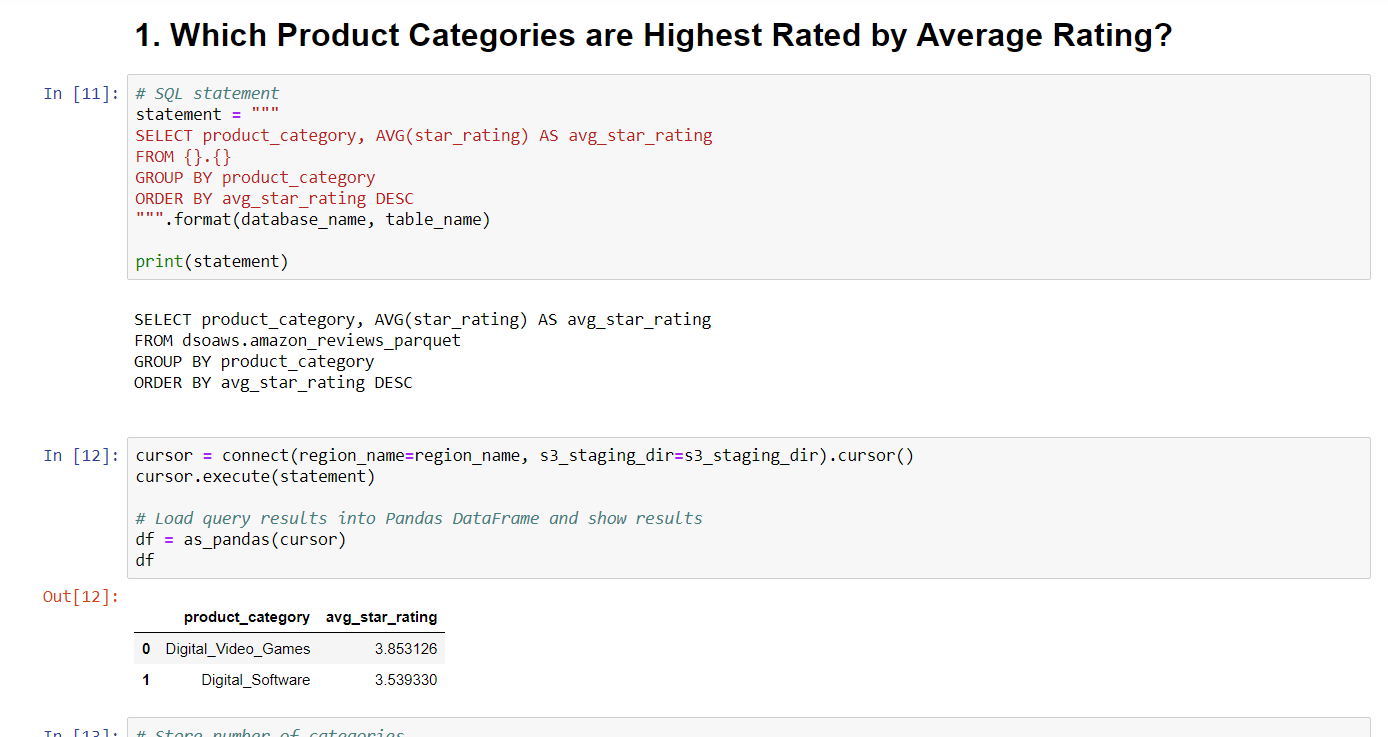 1. Which Product Categories are Highest Rated by Average Rating?
In [11]:
# SQL statement
statement = """
SELECT product_category, AVG(star_rating) AS avg_star_rating
FROM {}.{}
GROUP BY product_category
ORDER BY avg_star_rating DESC
""".format(database_name, table_name)
print(statement)
SELECT product_category, AVG(star_rating) AS avg_star_rating
FROM dsoaws.amazon_reviews_parquet
GROUP BY product_category
ORDER BY avg_star_rating DESC
In [12]:
cursor = connect(region_name=region_name, s3_staging_dir=s3_staging_dir).cursor()
cursor.execute(statement)
# Load query results into Pandas DataFrame and show results
df = as_pandas(cursor)
df
Out[12]:
product_category avg_star_rating
0 Digital_Video_Games 3.853126
1 Digital_Software 3.539330
In [13]:
# Store number of categories